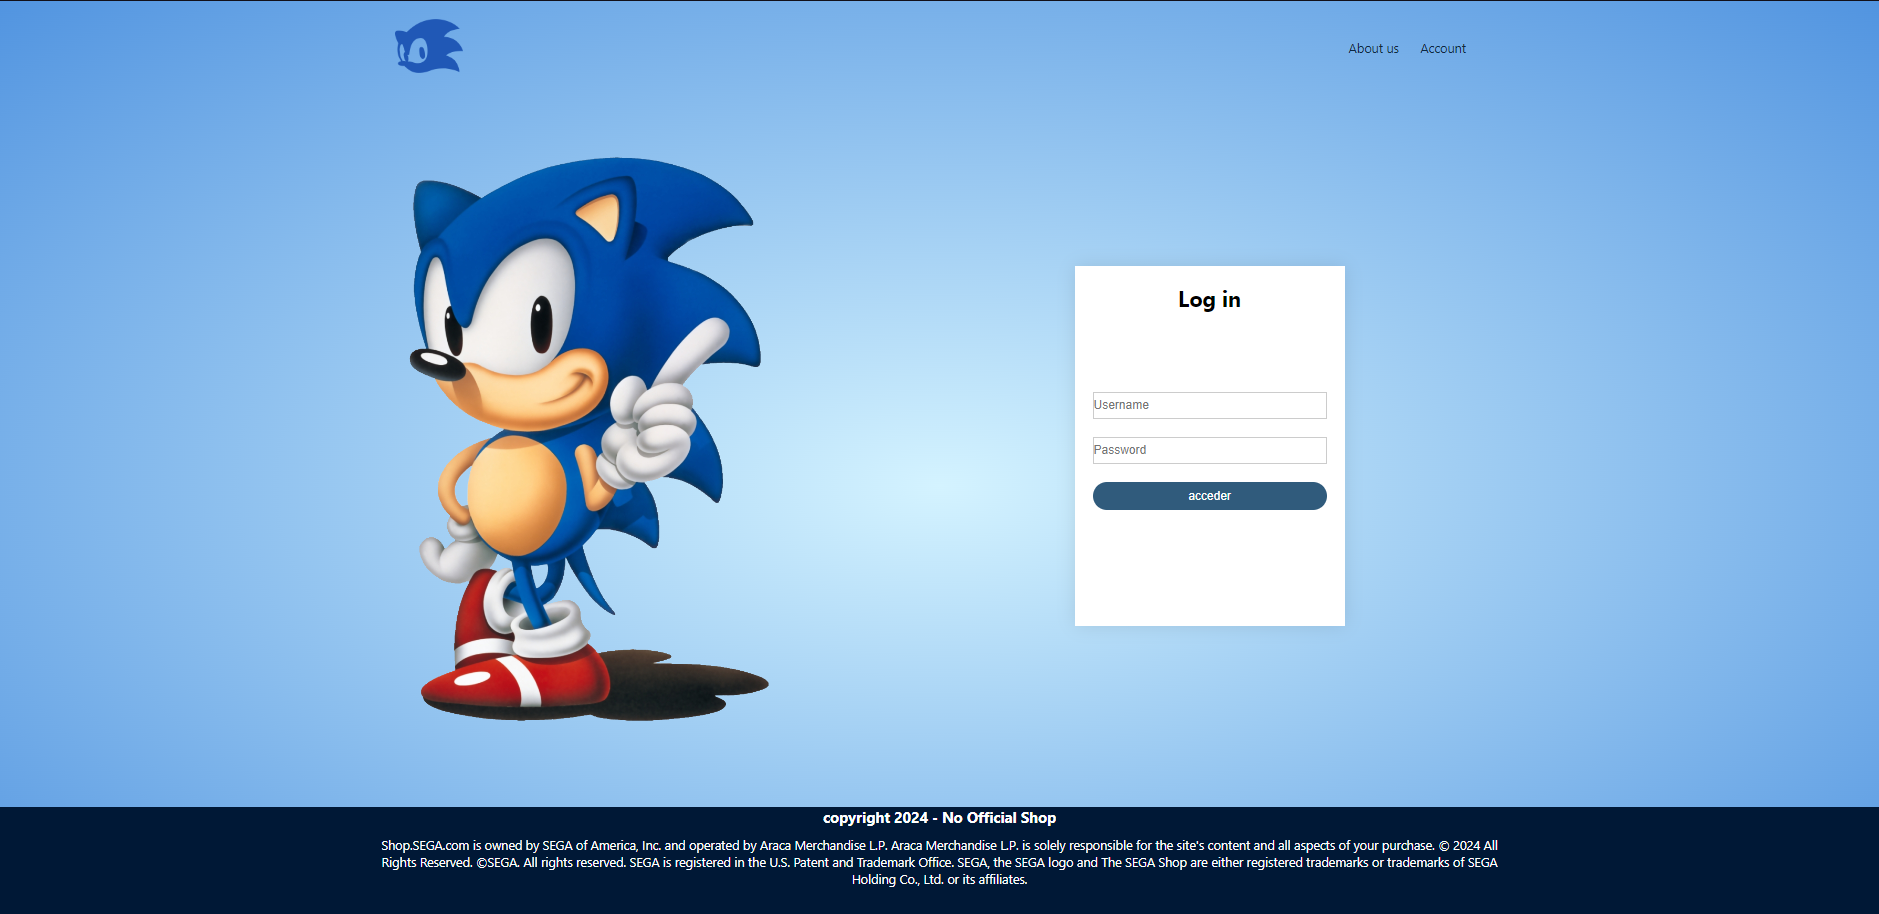 About us
Account
Log in
Username
Password
acceder
copyright 2024 - No Official Shop
Shop.SEGA.com is owned by SEGA of America, Inc. and operated by Araca Merchandise L.P. Araca Merchandise L.P. is solely responsible for the site's content and all aspects of your purchase. © 2024 All
Rights Reserved. ©SEGA. All rights reserved. SEGA is registered in the U.S. Patent and Trademark Office. SEGA, the SEGA logo and The SEGA Shop are either registered trademarks or trademarks of SEGA
Holding Co., Ltd. or its affiliates.